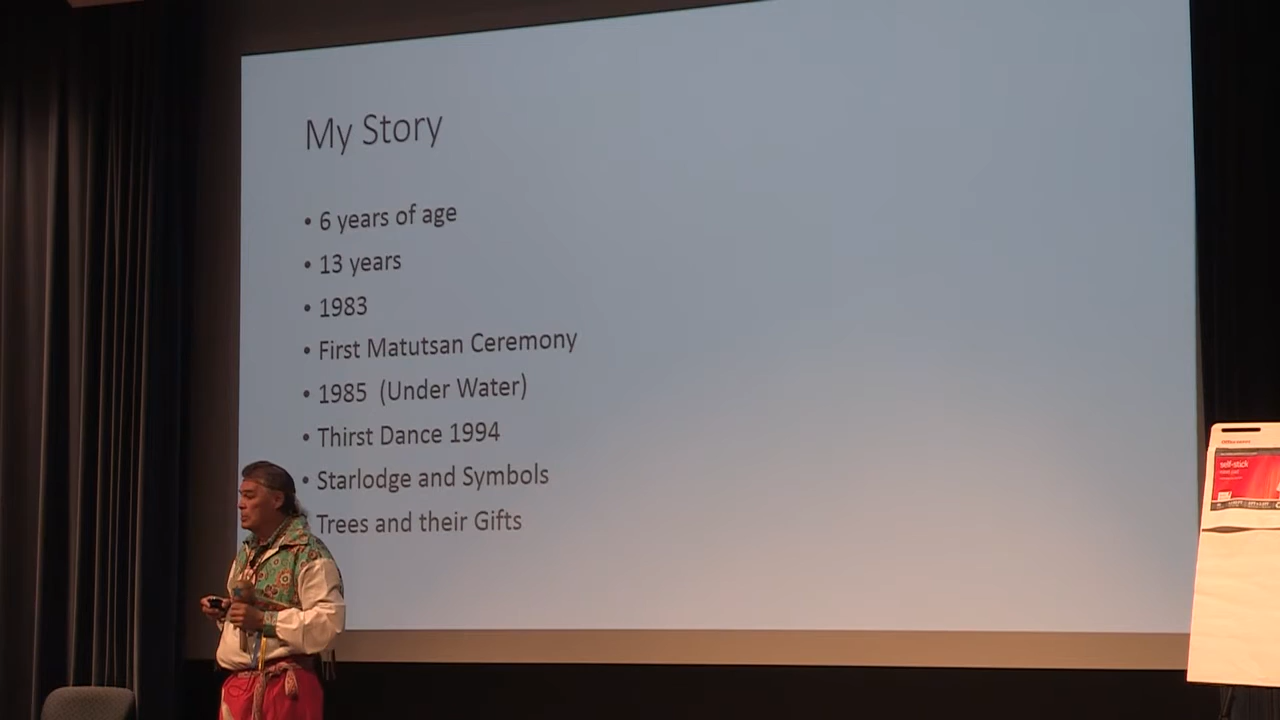 My Story
• 6 years of age
• 13 years
• 1983
• First Matutsan Ceremony
• 1985 (Under Water)
• Thirst Dance 1994
• Starlodge and Symbols
Trees and their Gifts
self-stick